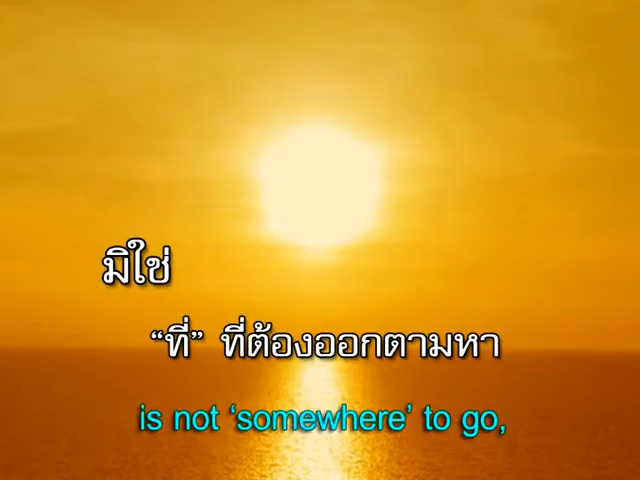 มิใช่
“ที่” ที่ต้องออกตามหา
is not ‘somewhere’ to go,